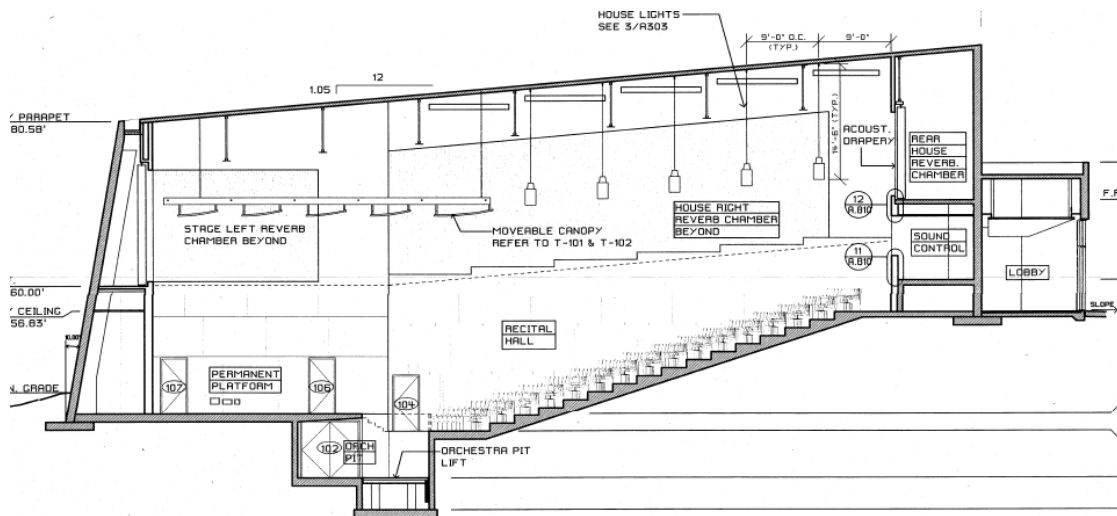 HOUSE LIGHTS
SEE 3/A303
9'-0" O.C.
(TYP.)
9'-0"
12
1.05
PARAPET
80.58'
14'-6" (TYP.)
ACOUST.
DRAPERY
REAR
HOUSE
REVERB.
CHAMBER
STAGE LEFT REVERB
CHAMBER BEYOND
MOVEABLE CANOPY
REFER TO T-101 & T-102
HOUSE RIGHT
REVERB CHAMBER
BEYOND
12
A.810
11
A.810
SOUND
CONTROL
LOBBY
F.F
60.00'
CEILING
56.83'
SLOPE
RECITAL
HALL
PERMANENT
PLATFORM
107
106
104
N. GRADE
102
ORCH
PIT
ORCHESTRA PIT
LIFT